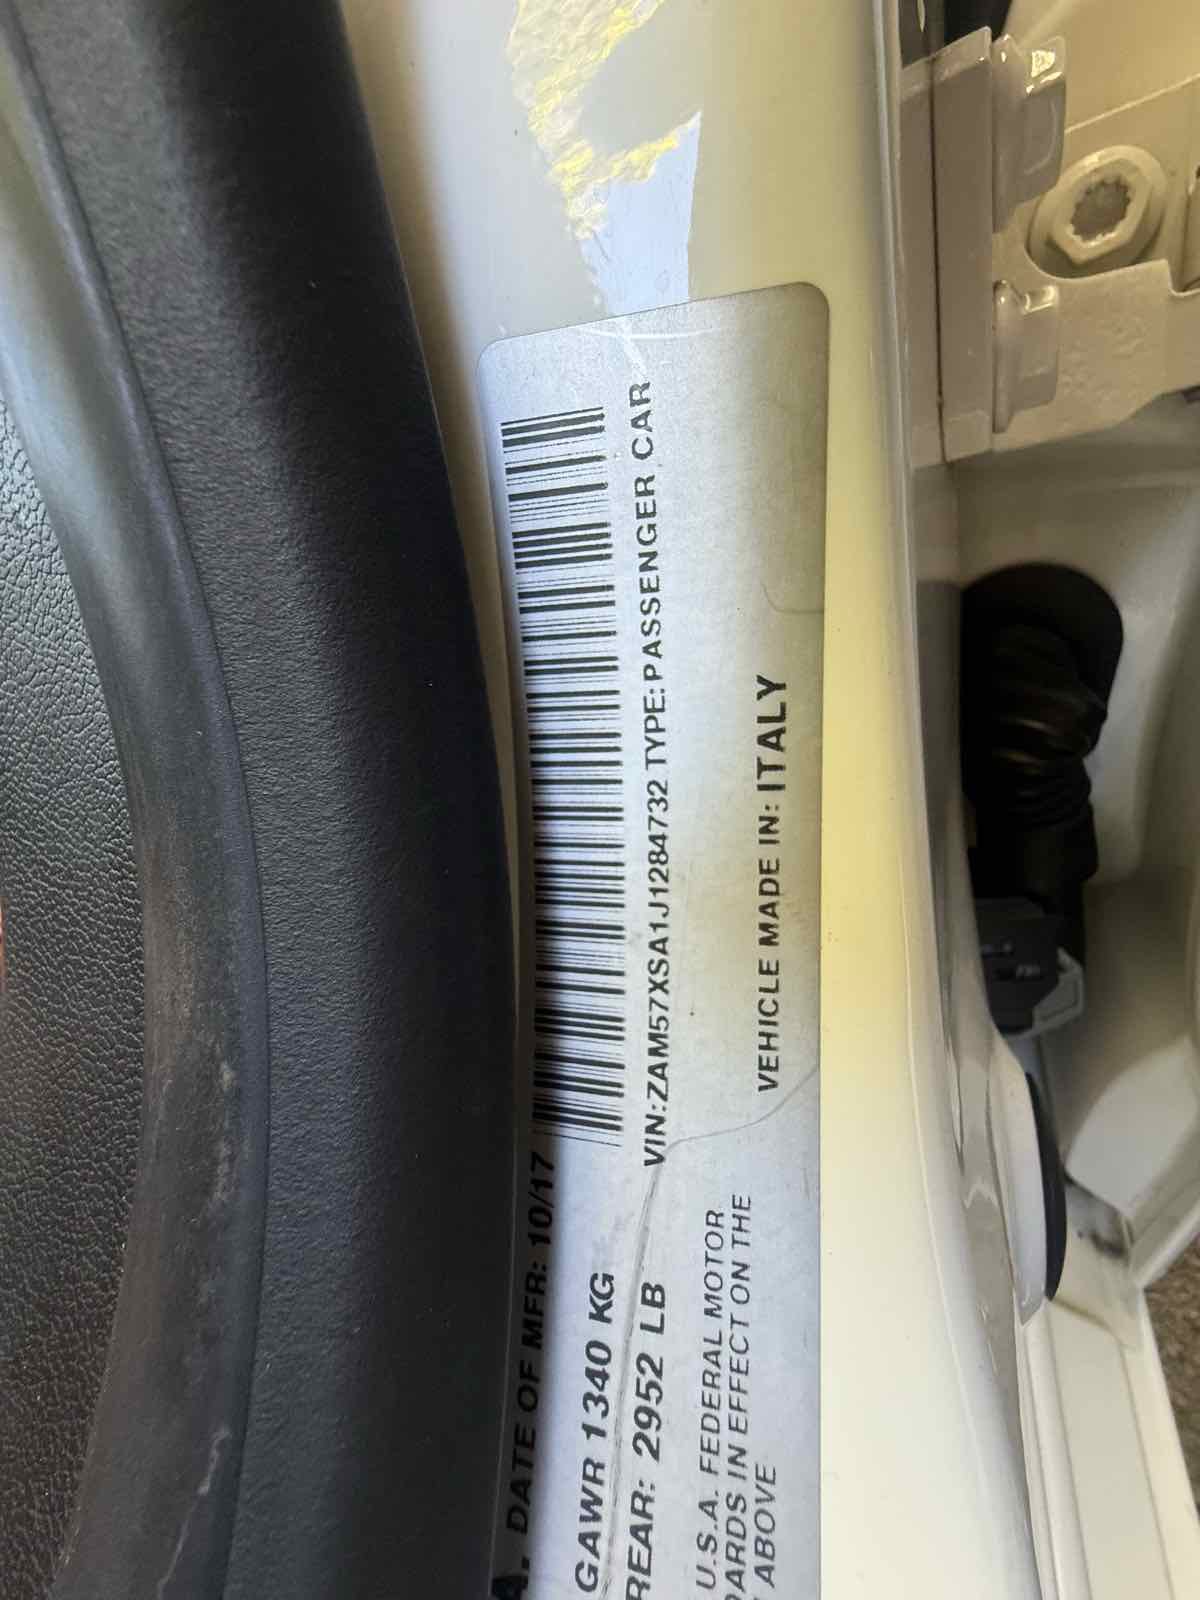 DATE OF MFR: 10/17
GAWR 1340 KG
REAR: 2952 LB
VIN:ZAM57XSA1J1284732 TYPE:PASSENGER CAR
U.S.A. FEDERAL MOTOR
ARDS IN EFFECT ON THE
ABOVE
VEHICLE MADE IN: ITALY